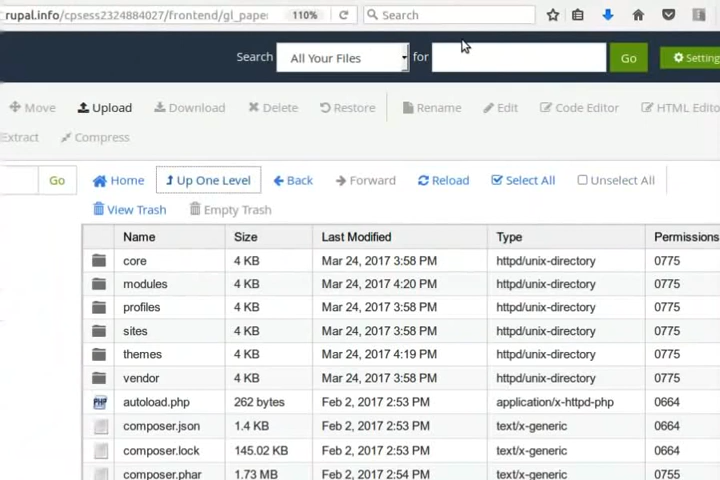 rupal.info/cpsess2324884027/frontend/gl_pape 110% Search
Search All Your Files for Go Setting
Move Upload Download Delete Restore Rename Edit Code Editor HTML Edito
Extract Compress
Go Home Up One Level Back Forward Reload Select All Unselect All
View Trash Empty Trash
Name Size Last Modified Type Permissions
core 4 KB Mar 24, 2017 3:58 PM httpd/unix-directory 0775
modules 4 KB Mar 24, 2017 4:20 PM httpd/unix-directory 0775
profiles 4 KB Mar 24, 2017 3:58 PM httpd/unix-directory 0775
sites 4 KB Mar 24, 2017 3:58 PM httpd/unix-directory 0775
themes 4 KB Mar 24, 2017 4:19 PM httpd/unix-directory 0775
vendor 4 KB Mar 24, 2017 3:58 PM httpd/unix-directory 0775
autoload.php 262 bytes Feb 2, 2017 2:53 PM application/x-httpd-php 0664
composer.json 1.4 KB Feb 2, 2017 2:53 PM text/x-generic 0664
composer.lock 145.02 KB Feb 2, 2017 2:53 PM text/x-generic 0664
composer.phar 1.73 MB Feb 2, 2017 2:54 PM text/x-generic 0755